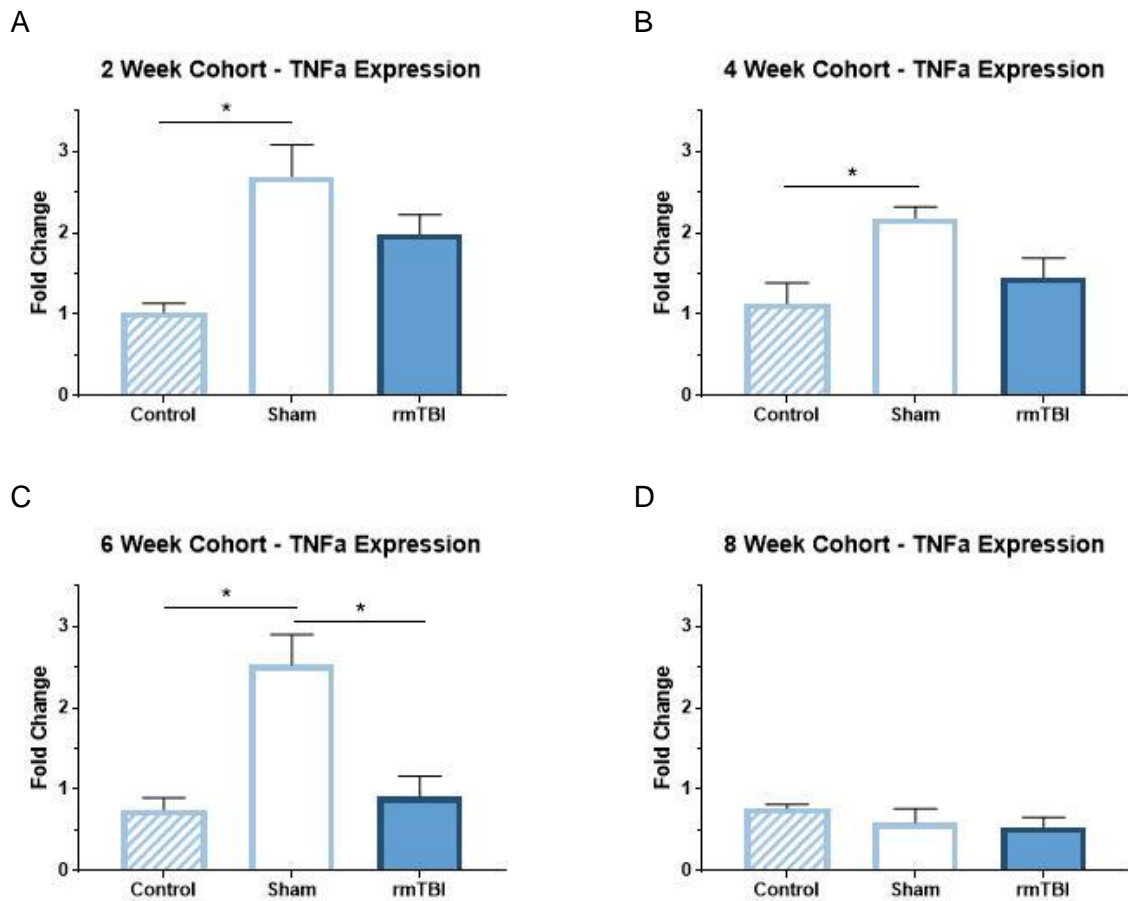 A
2 Week Cohort - TNFa Expression
*
Fold Change
3
2
1
0
Control Sham rmTBI
B
4 Week Cohort - TNFa Expression
*
Fold Change
3
2
1
0
Control Sham rmTBI
C
6 Week Cohort - TNFa Expression
*
*
Fold Change
3
2
1
0
Control Sham rmTBI
D
8 Week Cohort - TNFa Expression
Fold Change
3
2
1
0
Control Sham rmTBI